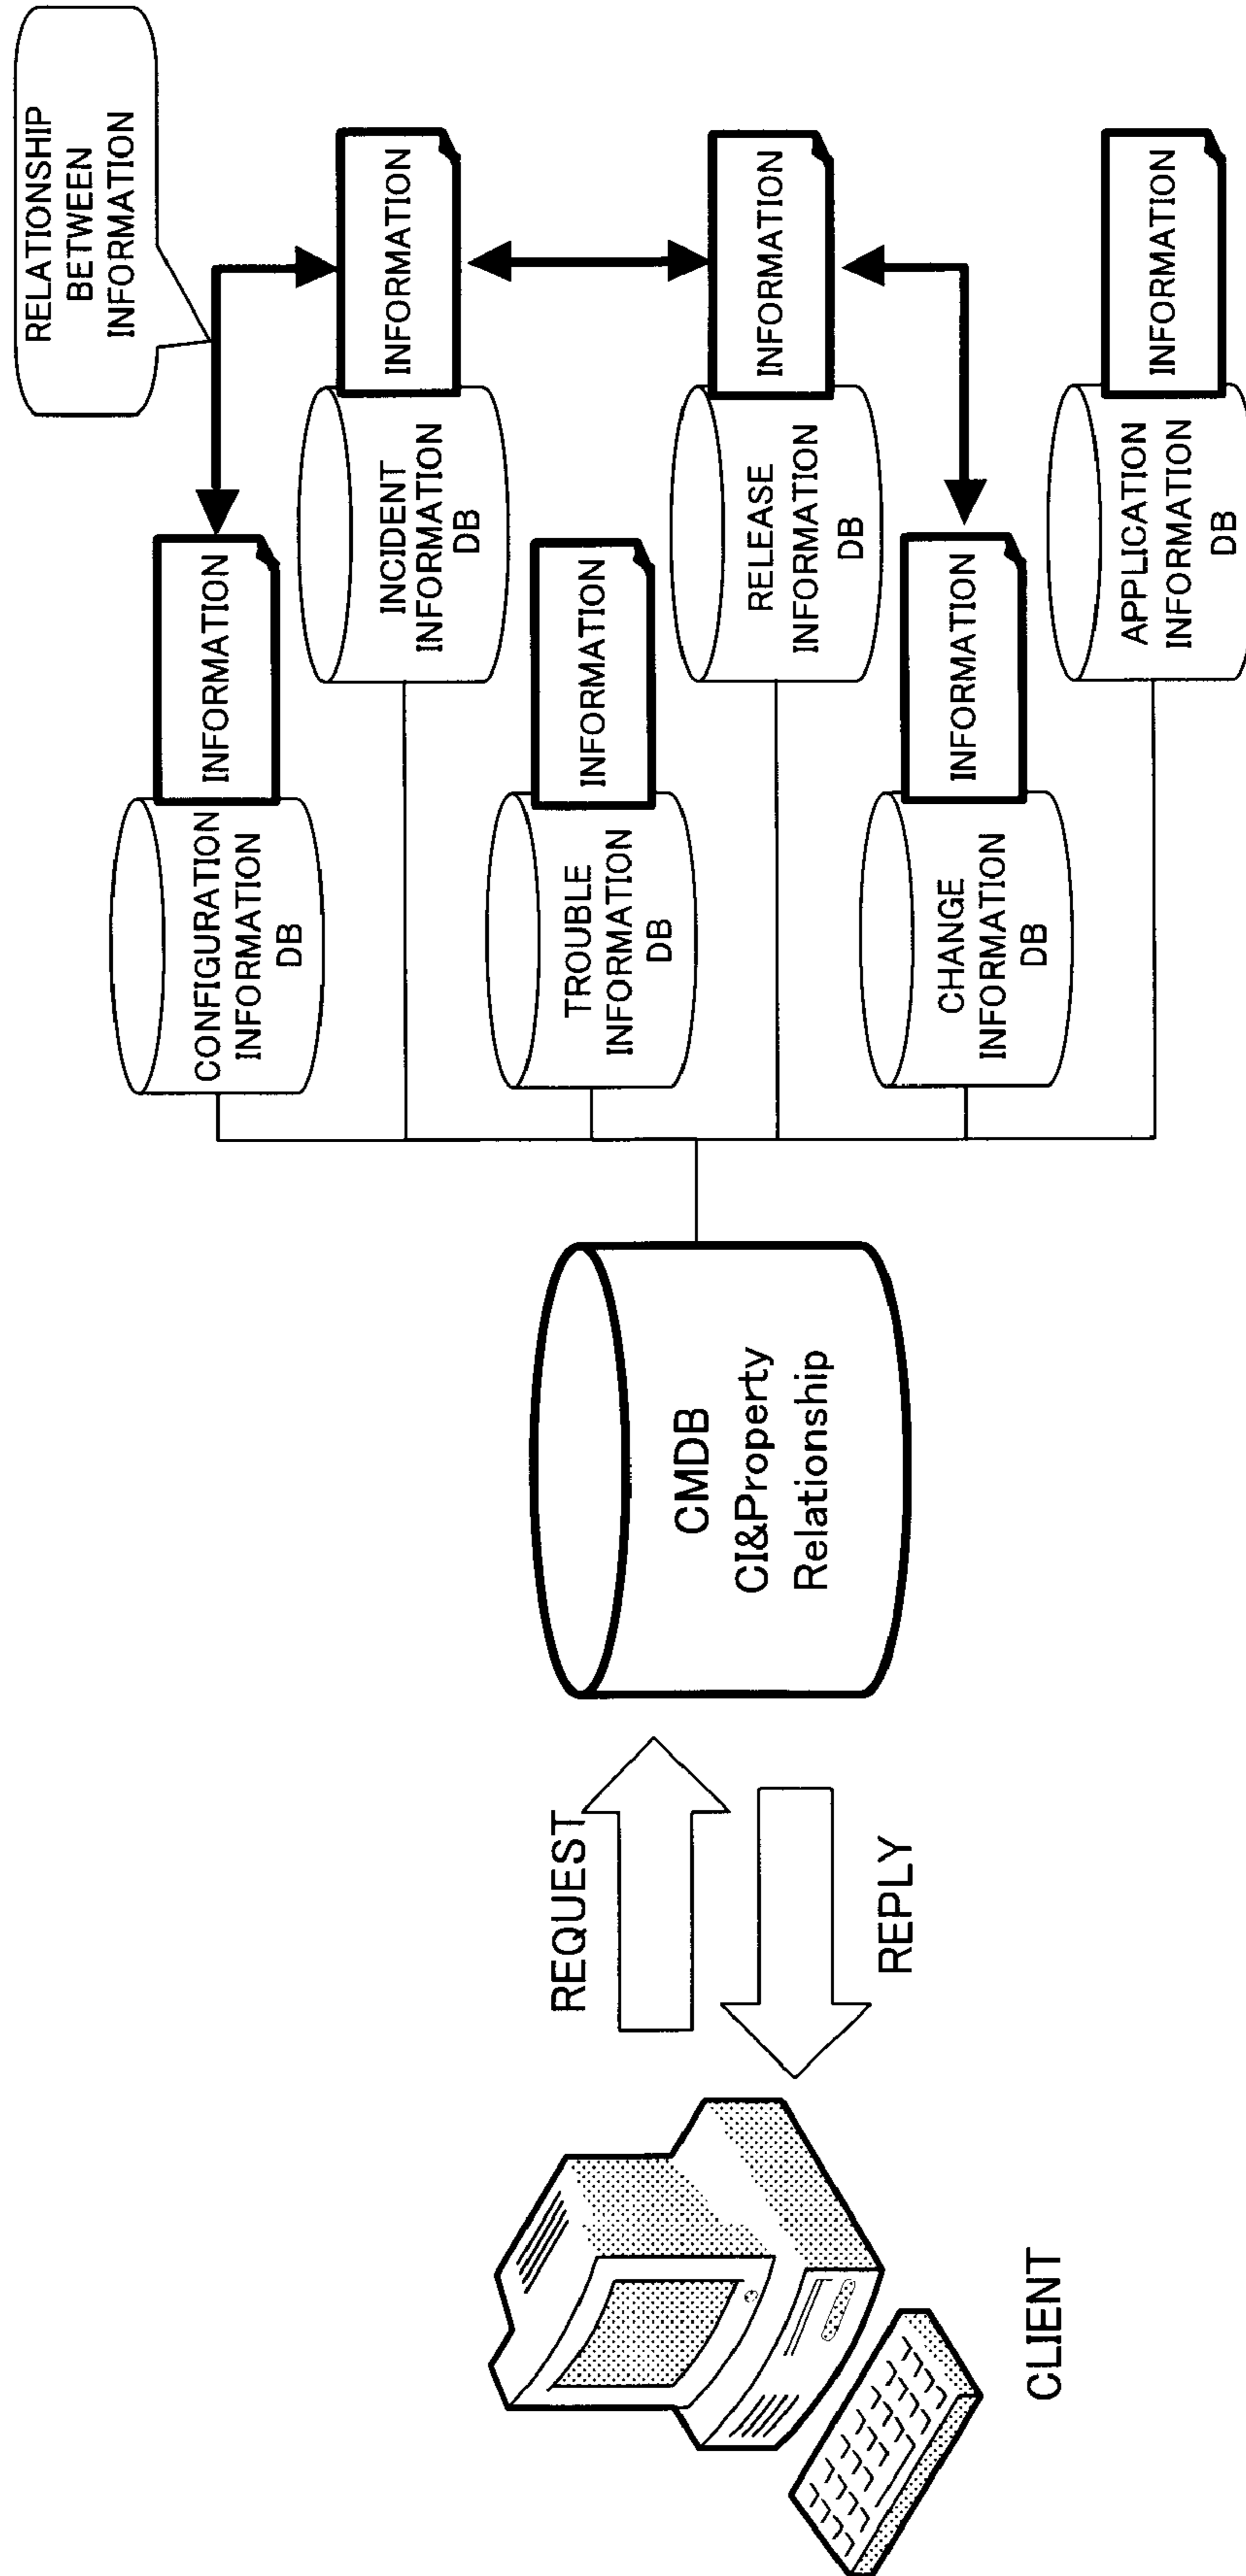 RELATIONSHIP
BETWEEN
INFORMATION
CONFIGURATION
INFORMATION
DB
INFORMATION
INCIDENT
INFORMATION
DB
INFORMATION
TROUBLE
INFORMATION
DB
INFORMATION
RELEASE
INFORMATION
DB
INFORMATION
CHANGE
INFORMATION
DB
INFORMATION
APPLICATION
INFORMATION
DB
INFORMATION
CMDB
CI&Property
Relationship
REQUEST
REPLY
CLIENT